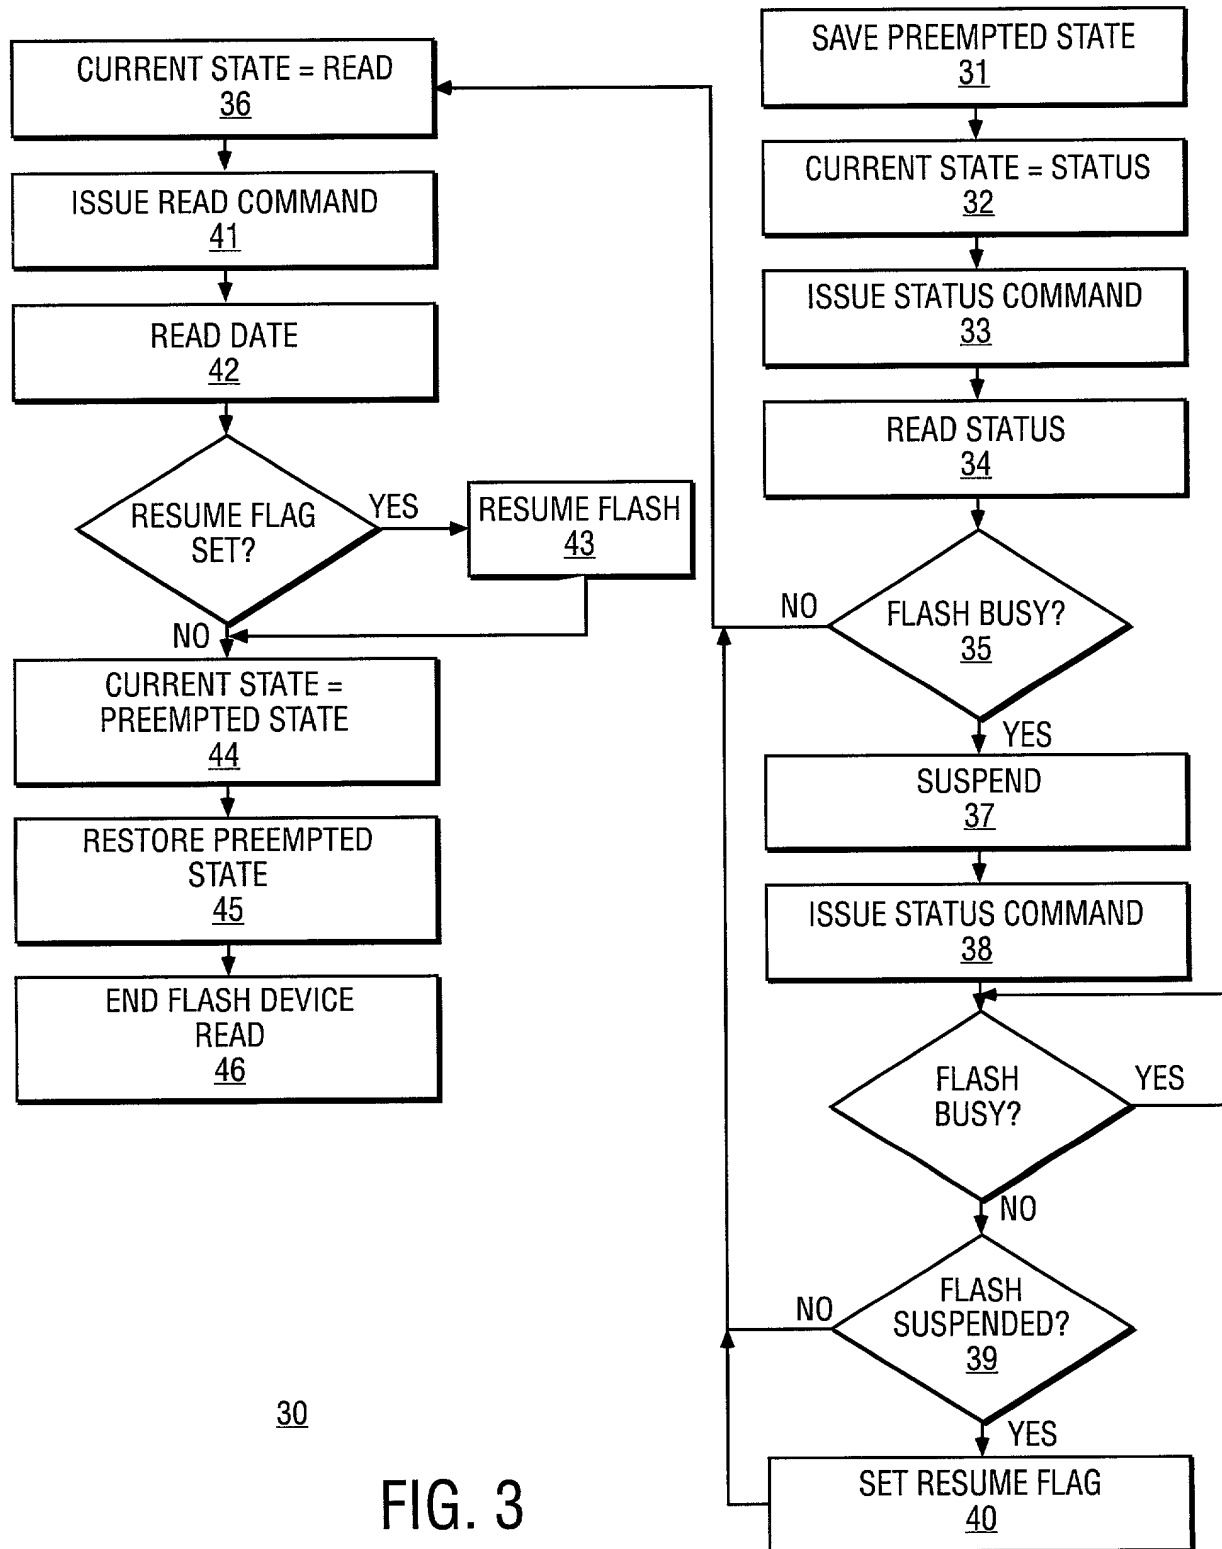 SAVE PREEMPTED STATE
31
CURRENT STATE = STATUS
32
ISSUE STATUS COMMAND
33
READ STATUS
34
FLASH BUSY?
35
NO
YES
SUSPEND
37
ISSUE STATUS COMMAND
38
FLASH
BUSY?
YES
NO
FLASH
SUSPENDED?
39
NO
YES
SET RESUME FLAG
40
CURRENT STATE = READ
36
ISSUE READ COMMAND
41
READ DATE
42
RESUME FLAG
SET?
YES
RESUME FLASH
43
NO
CURRENT STATE =
PREEMPTED STATE
44
RESTORE PREEMPTED
STATE
45
END FLASH DEVICE
READ
46
30
FIG. 3